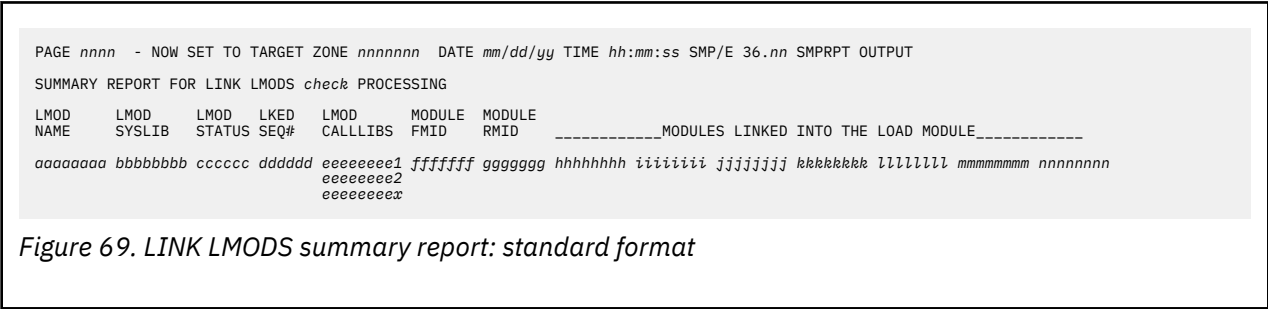 PAGE nnnn - NOW SET TO TARGET ZONE nnnnnnn DATE mm/dd/yy TIME hh:mm:ss SMP/E 36.nn SMPRPT OUTPUT
SUMMARY REPORT FOR LINK LMODS check PROCESSING
LMOD LMOD LMOD LKED LMOD MODULE MODULE
NAME SYSLIB STATUS SEQ# CALLLIBS FMID RMID ____________MODULES LINKED INTO THE LOAD MODULE____________
aaaaaaaa bbbbbbbb cccccc dddddd eeeeeeee1 fffffff ggggggg hhhhhhhh iiiiiiii jjjjjjjj kkkkkkkk llllllll mmmmmmmm nnnnnnnn
eeeeeeee2
eeeeeeeex
Figure 69. LINK LMODS summary report: standard format